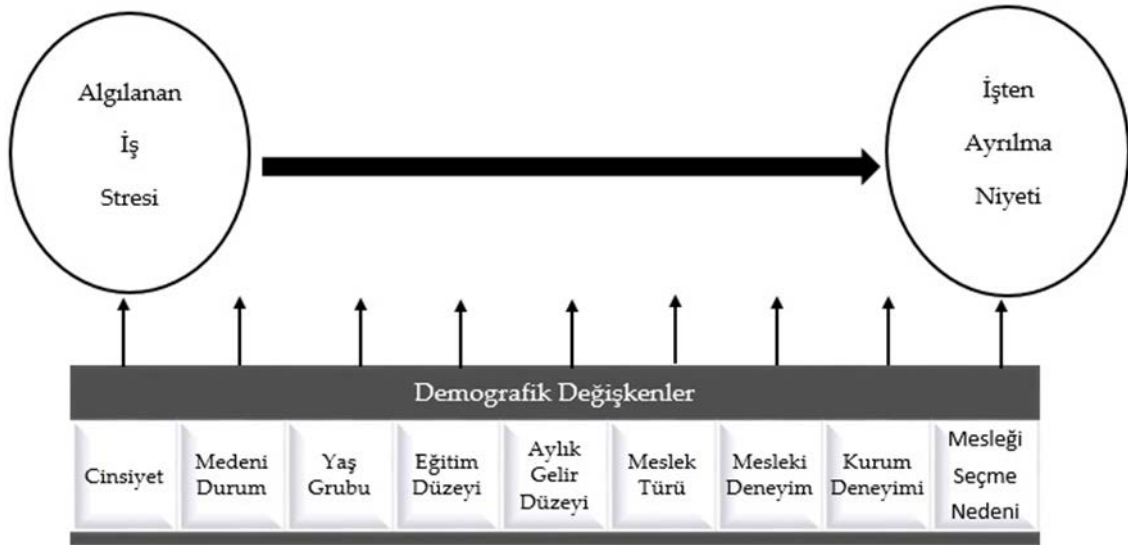 Algılanan
İş
Stresi
İşten
Ayrılma
Niyeti
Demografik Değişkenler
Cinsiyet
Medeni
Durum
Yaş
Grubu
Eğitim
Düzeyi
Aylık
Gelir
Düzeyi
Meslek
Türü
Mesleki
Deneyim
Kurum
Deneyimi
Mesleği
Seçme
Nedeni